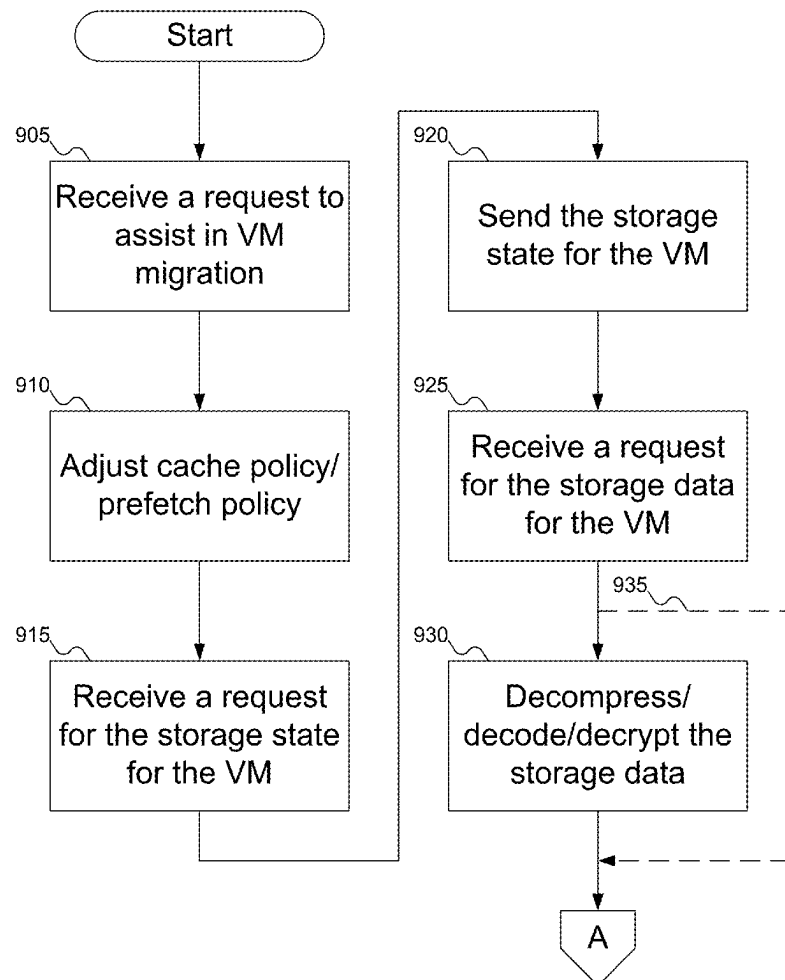 Start
905
Receive a request to
assist in VM
migration
910
Adjust cache policy/
prefetch policy
915
Receive a request
for the storage state
for the VM
920
Send the storage
state for the VM
925
Receive a request
for the storage data
for the VM
935
930
Decompress/
decode/decrypt the
storage data
A